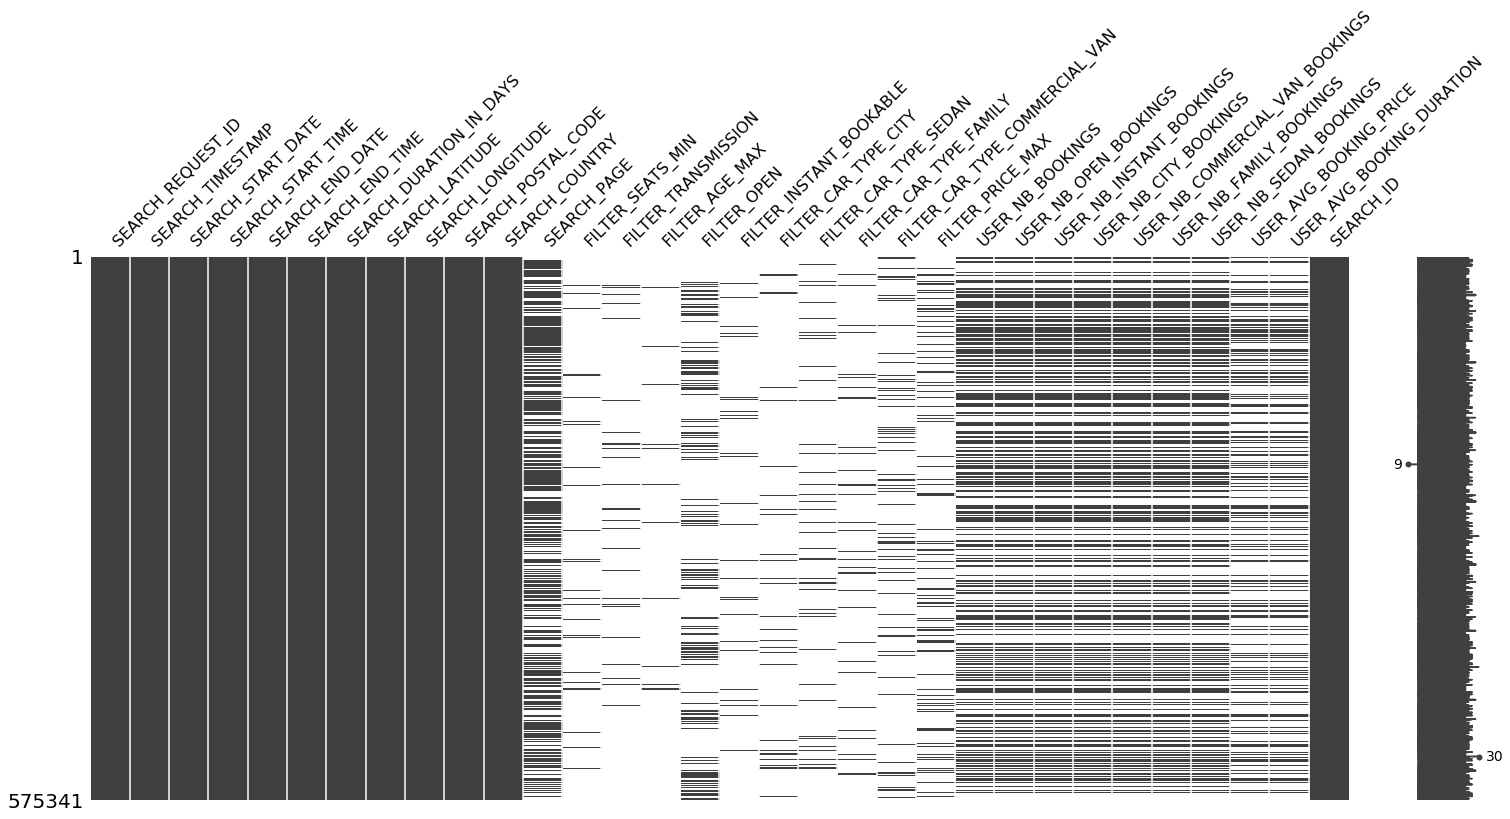 SEARCH_REQUEST_ID
SEARCH_TIMESTAMP
SEARCH_START_DATE
SEARCH_START_TIME
SEARCH_END_DATE
SEARCH_END_TIME
SEARCH_DURATION_IN_DAYS
SEARCH_LATITUDE
SEARCH_LONGITUDE
SEARCH_POSTAL_CODE
SEARCH_COUNTRY
SEARCH_PAGE
FILTER_SEATS_MIN
FILTER_TRANSMISSION
FILTER_AGE_MAX
FILTER_OPEN
FILTER_INSTANT_BOOKABLE
FILTER_CAR_TYPE_CITY
FILTER_CAR_TYPE_SEDAN
FILTER_CAR_TYPE_FAMILY
FILTER_CAR_TYPE_COMMERCIAL_VAN
FILTER_PRICE_MAX
USER_NB_BOOKINGS
USER_NB_OPEN_BOOKINGS
USER_NB_INSTANT_BOOKINGS
USER_NB_CITY_BOOKINGS
USER_NB_COMMERCIAL_VAN_BOOKINGS
USER_NB_FAMILY_BOOKINGS
USER_NB_SEDAN_BOOKINGS
USER_AVG_BOOKING_PRICE
USER_AVG_BOOKING_DURATION
SEARCH_ID
1
9
30
575341